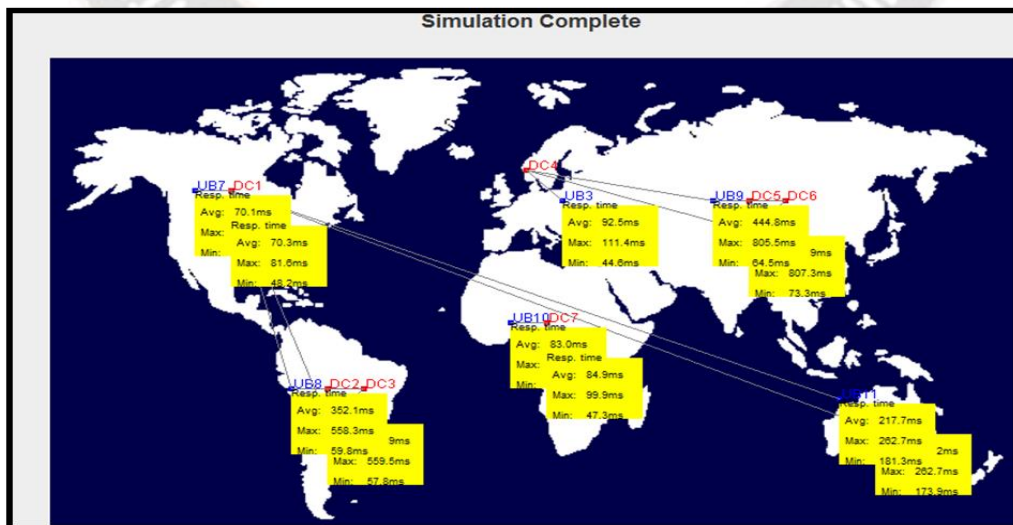 Simulation Complete
DC4
UB7 DC1
Resp. time
Avg: 70.1ms
Max:
Min:
Resp. time
Avg: 70.3ms
Max: 81.6ms
Min: 48.2ms
UB3
Resp. time
Avg: 92.5ms
Max: 111.4ms
Min: 44.6ms
UB9 DC5 DC6
Resp. time
Avg: 444.8ms
Max: 805.5ms
Min: 64.5ms
9ms
Max: 807.3ms
Min: 73.3ms
UB10 DC7
Resp. time
Avg: 83.0ms
Max:
Min:
Resp. time
Avg: 84.9ms
Max: 99.9ms
Min: 47.3ms
UB8 DC2 DC3
Resp. time
Avg: 352.1ms
Max: 558.3ms
Min: 59.8ms
9ms
Max: 559.5ms
Min: 57.8ms
UB11
Resp. time
Avg: 217.7ms
Max: 262.7ms
Min: 181.3ms
2ms
Max: 262.7ms
Min: 173.9ms